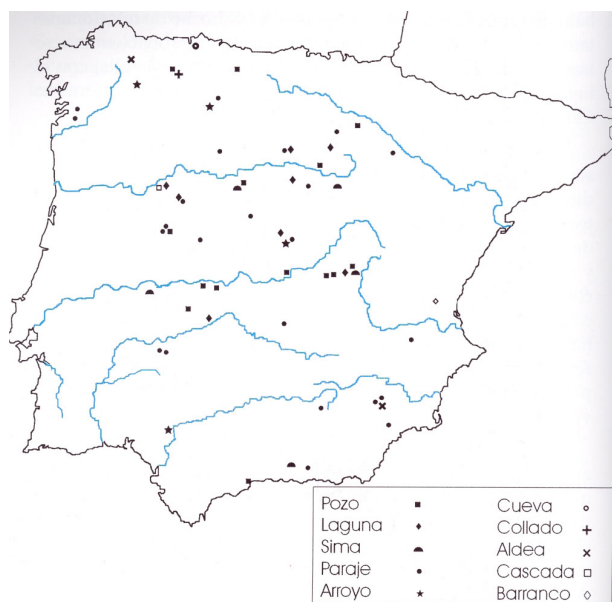 Pozo
Laguna
Sima
Paraje
Arroyo
Cueva
Collado
Aldea
Cascada
Barranco